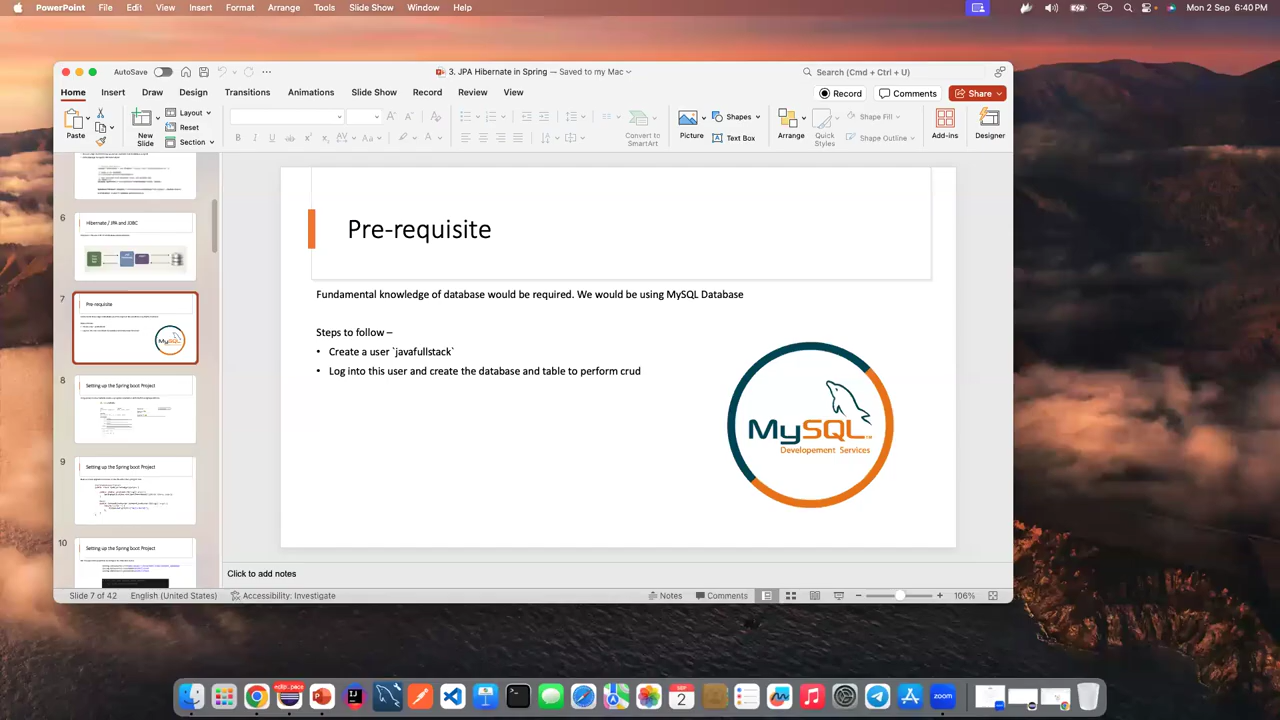 PowerPoint File Edit View Insert Format Arrange Tools Slide Show Window Help Mon 2 Sep 6:40 PM
AutoSave 3. JPA Hibernate in Spring — Saved to my Mac Search (Cmd + Ctrl + U)
Home Insert Draw Design Transitions Animations Slide Show Record Review View Record Comments Share
Paste New Slide Layout Reset Section Convert to SmartArt Picture Shapes Text Box Arrange Quick Styles Shape Fill Shape Outline Add-ins Designer
6
Hibernate / JPA and JDBC
7
Pre-requisite
8
Setting up the Spring boot Project
9
Setting up the Spring boot Project
10
Setting up the Spring boot Project
Pre-requisite
Fundamental knowledge of database would be required. We would be using MySQL Database
Steps to follow –
• Create a user `javafullstack`
• Log into this user and create the database and table to perform crud
MySQL
Developement Services
Click to add notes
Slide 7 of 42 English (United States) Accessibility: Investigate Notes Comments 106%
SEP
2
zoom